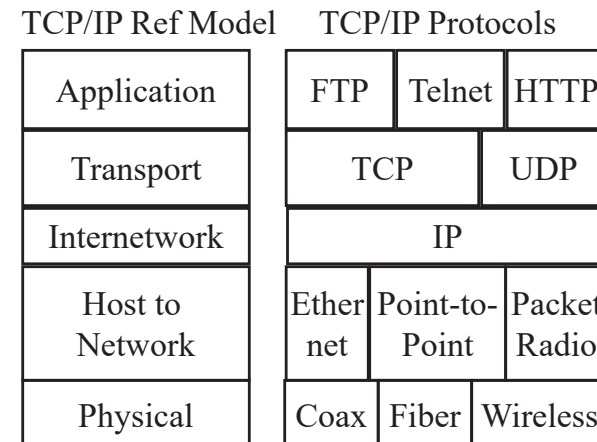 TCP/IP Ref Model TCP/IP Protocols
Application FTP Telnet HTTP
Transport TCP UDP
Internetwork IP
Host to Ether Point-to- Packet
Network net Point Radio
Physical Coax Fiber Wireless